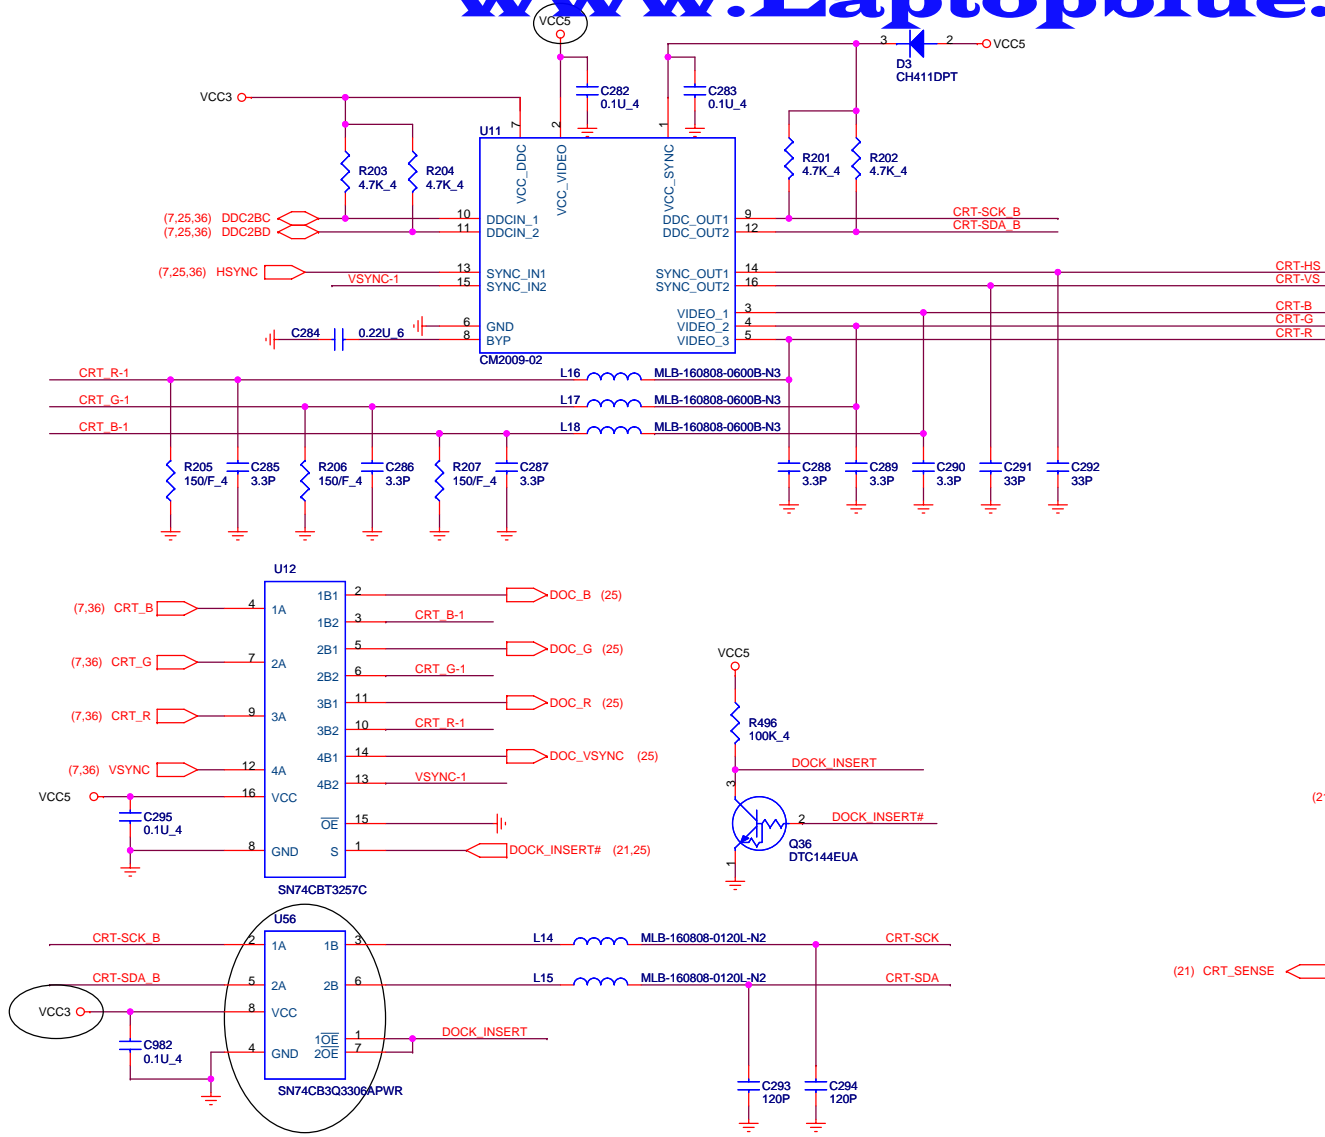 www.Laptopblue.
VCC5
3 2 VCC5
D3
CH411DPT
VCC3
C282
0.1U_4
C283
0.1U_4
U11
7 2 1
VCC_DDC
VCC_VIDEO
VCC_SYNC
R203
4.7K_4
R204
4.7K_4
R201
4.7K_4
R202
4.7K_4
(7,25,36) DDC2BC 10 DDCIN_1 DDC_OUT1 9 CRT-SCK_B
(7,25,36) DDC2BD 11 DDCIN_2 DDC_OUT2 12 CRT-SDA_B
(7,25,36) HSYNC 13 SYNC_IN1 SYNC_OUT1 14 CRT-HS
VSYNC-1 15 SYNC_IN2 SYNC_OUT2 16 CRT-VS
VIDEO_1 3 CRT-B
6 GND VIDEO_2 4 CRT-G
C284 0.22U_6 8 BYP VIDEO_3 5 CRT-R
CM2009-02
CRT_R-1 L16 MLB-160808-0600B-N3
CRT_G-1 L17 MLB-160808-0600B-N3
CRT_B-1 L18 MLB-160808-0600B-N3
R205
150/F_4
C285
3.3P
R206
150/F_4
C286
3.3P
R207
150/F_4
C287
3.3P
C288
3.3P
C289
3.3P
C290
3.3P
C291
33P
C292
33P
U12
1B1 2 DOC_B (25)
(7,36) CRT_B 4 1A
1B2 3 CRT_B-1
2B1 5 DOC_G (25)
(7,36) CRT_G 7 2A
2B2 6 CRT_G-1
3B1 11 DOC_R (25)
(7,36) CRT_R 9 3A
3B2 10 CRT_R-1
4B1 14 DOC_VSYNC (25)
(7,36) VSYNC 12 4A
4B2 13 VSYNC-1
VCC5 16 VCC
C295
0.1U_4
OE 15
8 GND S 1 DOCK_INSERT# (21,25)
SN74CBT3257C
VCC5
R496
100K_4
DOCK_INSERT
3
2 DOCK_INSERT#
Q36
DTC144EUA
1
(2
U56
CRT-SCK_B 2 1A 1B 3 L14 MLB-160808-0120L-N2 CRT-SCK
CRT-SDA_B 5 2A 2B 6 L15 MLB-160808-0120L-N2 CRT-SDA
(21) CRT_SENSE
VCC3 8 VCC
C982
0.1U_4
1OE 1 DOCK_INSERT
4 GND 2OE 7
SN74CB3Q3306APWR
C293
120P
C294
120P